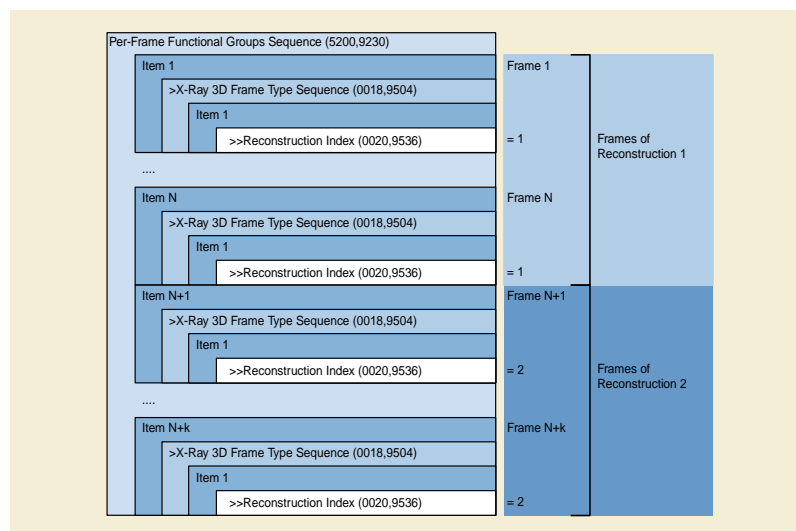 Per-Frame Functional Groups Sequence (5200,9230)
Item 1
Frame 1
>X-Ray 3D Frame Type Sequence (0018,9504)
Item 1
>>Reconstruction Index (0020,9536)
= 1
Frames of
Reconstruction 1
....
Item N
Frame N
>X-Ray 3D Frame Type Sequence (0018,9504)
Item 1
>>Reconstruction Index (0020,9536)
= 1
Item N+1
Frame N+1
>X-Ray 3D Frame Type Sequence (0018,9504)
Item 1
>>Reconstruction Index (0020,9536)
= 2
Frames of
Reconstruction 2
....
Item N+k
Frame N+k
>X-Ray 3D Frame Type Sequence (0018,9504)
Item 1
>>Reconstruction Index (0020,9536)
= 2